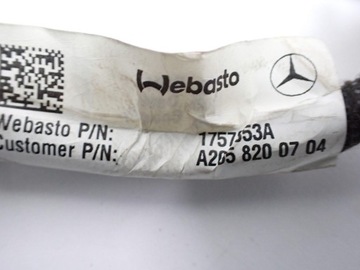 Webasto
Webasto P/N:
Customer P/N: A205 820 07 04